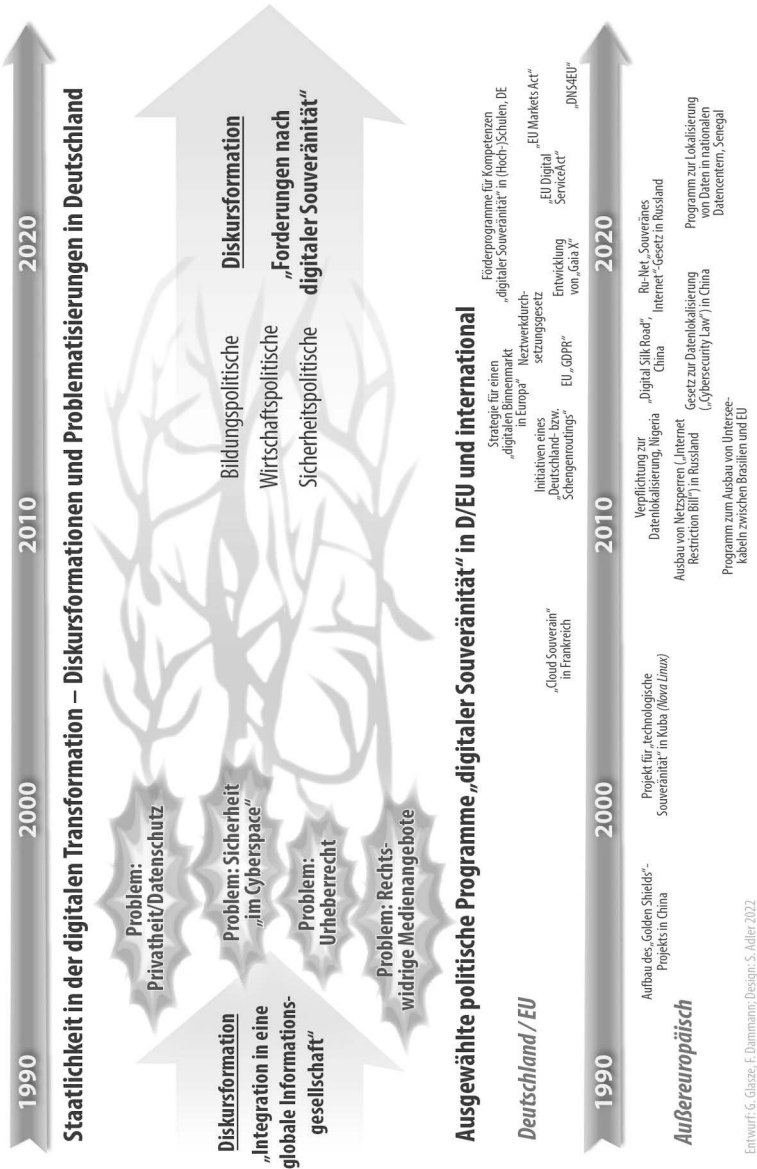 1990
2000
2010
2020
Staatlichkeit in der digitalen Transformation – Diskursformationen und Problematisierungen in Deutschland
Diskursformation
„Integration in eine
globale Informations-
gesellschaft“
Problem:
Privatheit/Datenschutz
Problem: Sicherheit
„im Cyberspace“
Problem:
Urheberrecht
Problem: Rechts-
widrige Medienangebote
Bildungspolitische
Wirtschaftspolitische
Sicherheitspolitische
Diskursformation
„Forderungen nach
digitaler Souveränität“
Ausgewählte politische Programme „digitaler Souveränität“ in D/EU und international
Deutschland / EU
„Cloud Souverain“
in Frankreich
Strategie für einen
„digitalen Binnenmarkt
in Europa“
Initiativen eines
„Deutschland- bzw.
Schengenroutings“
Neztwerkdurch-
setzungsgesetz
EU „GDPR“
Förderprogramme für Kompetenzen
„digitaler Souveränität“ in (Hoch-)Schulen, DE
Entwicklung
von „Gaia X“
„EU Digital
ServiceAct“
„EU Markets Act“
„DNS4EU“
1990
2000
2010
2020
Außereuropäisch
Aufbau des „Golden Shields“-
Projekts in China
Projekt für „technologische
Souveränität“ in Kuba (Nova Linux)
Verpflichtung zur
Datenlokalisierung, Nigeria
Ausbau von Netzsperren („Internet
Restriction Bill“) in Russland
Programm zum Ausbau von Untersee-
kabeln zwischen Brasilien und EU
„Digital Silk Road“,
China
Gesetz zur Datenlokalisierung
(„Cybersecurity Law“) in China
Ru-Net „Souveränes
Internet“-Gesetz in Russland
Programm zur Lokalisierung
von Daten in nationalen
Datencentern, Senegal
Entwurf: G. Glasze, F. Dammann; Design: S. Adler 2022